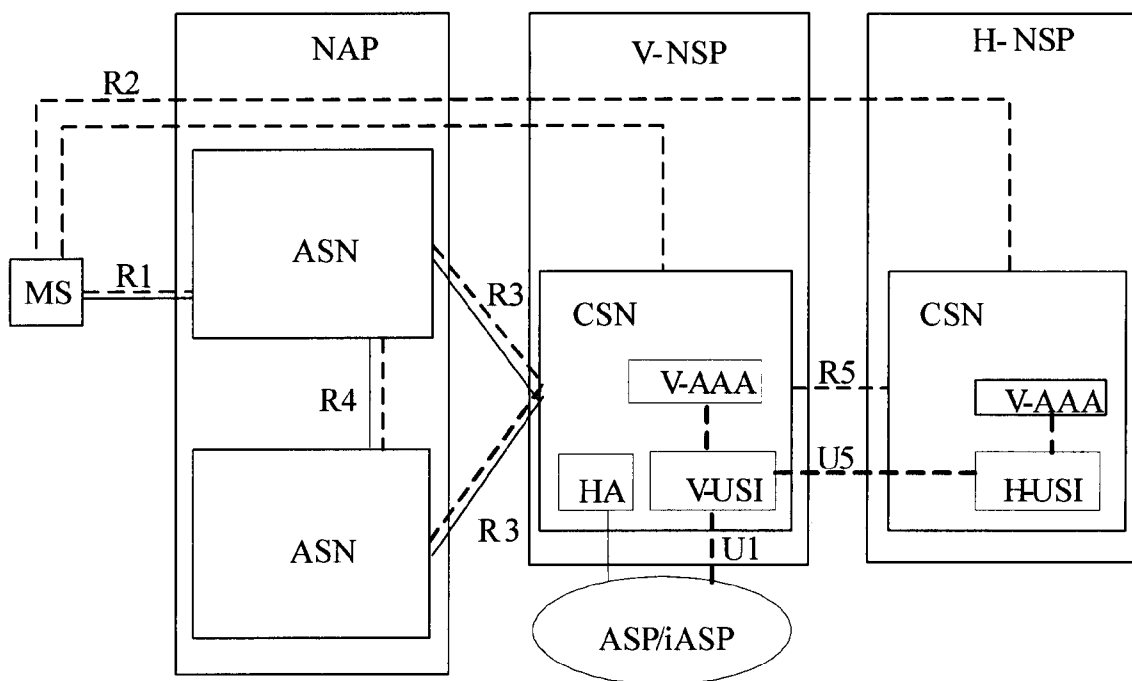 NAP
V-NSP
H-NSP
R2
ASN
MS
R1
R3
CSN
CSN
V-AAA
R5
V-AAA
R4
HA
V-USI
U5
H-USI
ASN
R3
U1
ASP/iASP